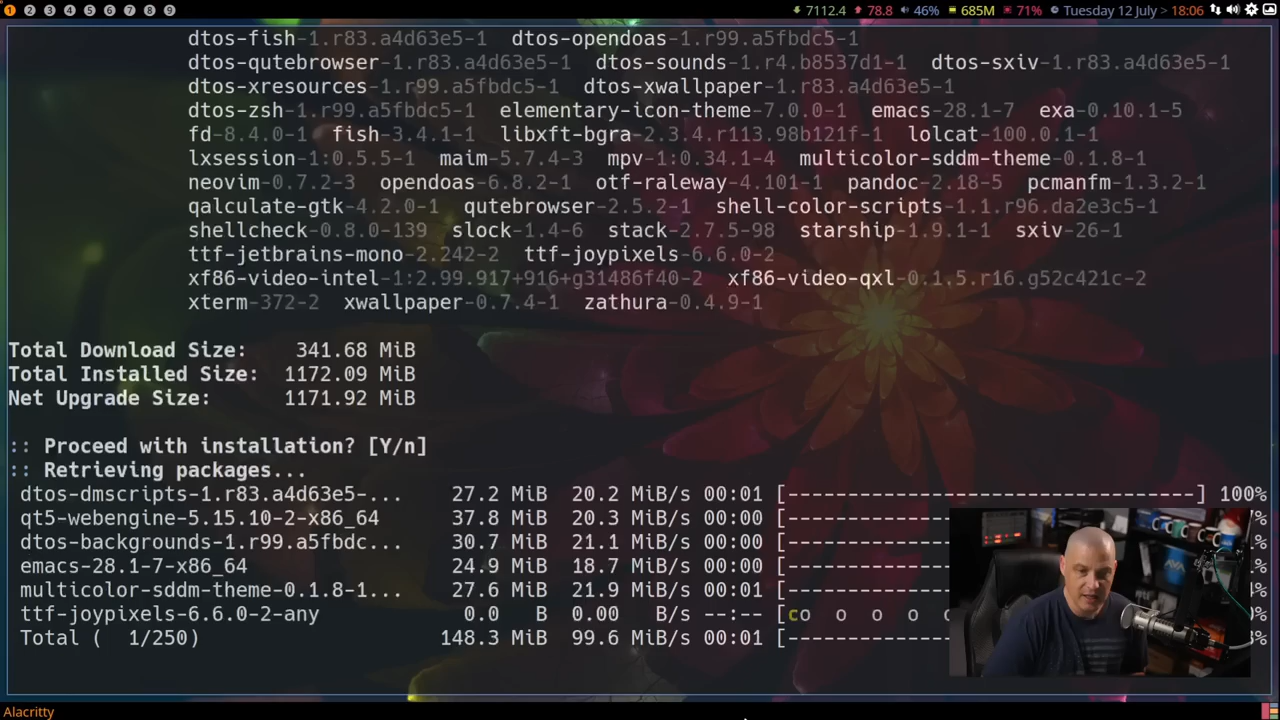 1 2 3 4 5 6 7 8 9 7112.4 78.8 46% 685M 71% Tuesday 12 July > 18:06
dtos-fish-1.r83.a4d63e5-1 dtos-opendoas-1.r99.a5fbdc5-1
dtos-qutebrowser-1.r83.a4d63e5-1 dtos-sounds-1.r4.b8537d1-1 dtos-sxiv-1.r83.a4d63e5-1
dtos-xresources-1.r99.a5fbdc5-1 dtos-xwallpaper-1.r83.a4d63e5-1
dtos-zsh-1.r99.a5fbdc5-1 elementary-icon-theme-7.0.0-1 emacs-28.1-7 exa-0.10.1-5
fd-8.4.0-1 fish-3.4.1-1 libxft-bgra-2.3.4.r113.98b121f-1 lolcat-100.0.1-1
lxsession-1:0.5.5-1 maim-5.7.4-3 mpv-1:0.34.1-4 multicolor-sddm-theme-0.1.8-1
neovim-0.7.2-3 opendoas-6.8.2-1 otf-raleway-4.101-1 pandoc-2.18-5 pcmanfm-1.3.2-1
qalculate-gtk-4.2.0-1 qutebrowser-2.5.2-1 shell-color-scripts-1.1.r96.da2e3c5-1
shellcheck-0.8.0-139 slock-1.4-6 stack-2.7.5-98 starship-1.9.1-1 sxiv-26-1
ttf-jetbrains-mono-2.242-2 ttf-joypixels-6.6.0-2
xf86-video-intel-1:2.99.917+916+g31486f40-2 xf86-video-qxl-0.1.5.r16.g52c421c-2
xterm-372-2 xwallpaper-0.7.4-1 zathura-0.4.9-1
Total Download Size: 341.68 MiB
Total Installed Size: 1172.09 MiB
Net Upgrade Size: 1171.92 MiB
:: Proceed with installation? [Y/n]
:: Retrieving packages...
dtos-dmscripts-1.r83.a4d63e5-... 27.2 MiB 20.2 MiB/s 00:01 [----------------------------------] 100%
qt5-webengine-5.15.10-2-x86_64 37.8 MiB 20.3 MiB/s 00:00 [--------------
dtos-backgrounds-1.r99.a5fbdc... 30.7 MiB 21.1 MiB/s 00:00 [--------------
emacs-28.1-7-x86_64 24.9 MiB 18.7 MiB/s 00:00 [--------------
multicolor-sddm-theme-0.1.8-1... 27.6 MiB 21.9 MiB/s 00:00 [--------------
ttf-joypixels-6.6.0-2-any 0.0 B 0.00 B/s --:-- [co o o o
Total ( 1/250) 148.3 MiB 99.6 MiB/s 00:01 [--------------
Alacritty